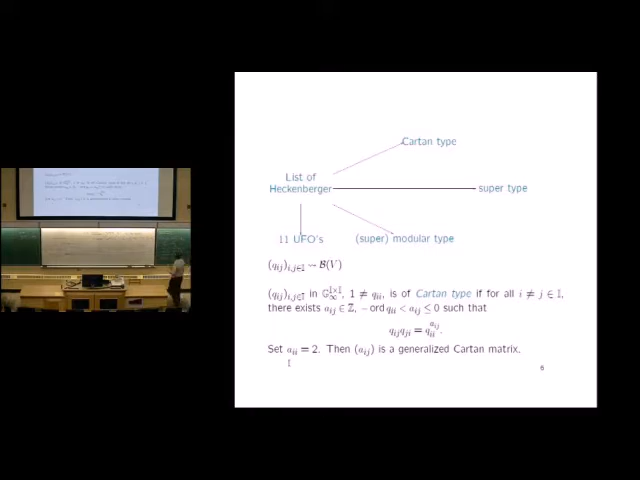 Cartan type
List of
Heckenberger
super type
11 UFO's
(super) modular type
(q_{ij})_{i,j∈𝕀} ⇝ 𝓑(V)
(q_{ij})_{i,j∈𝕀} in 𝔾_∞^{𝕀×𝕀}, 1 ≠ q_{ii}, is of Cartan type if for all i ≠ j ∈ 𝕀,
there exists a_{ij} ∈ ℤ, − ord q_{ii} < a_{ij} ≤ 0 such that
q_{ij}q_{ji} = q_{ii}^{a_{ij}}.
Set a_{ii} = 2. Then (a_{ij}) is a generalized Cartan matrix.
6